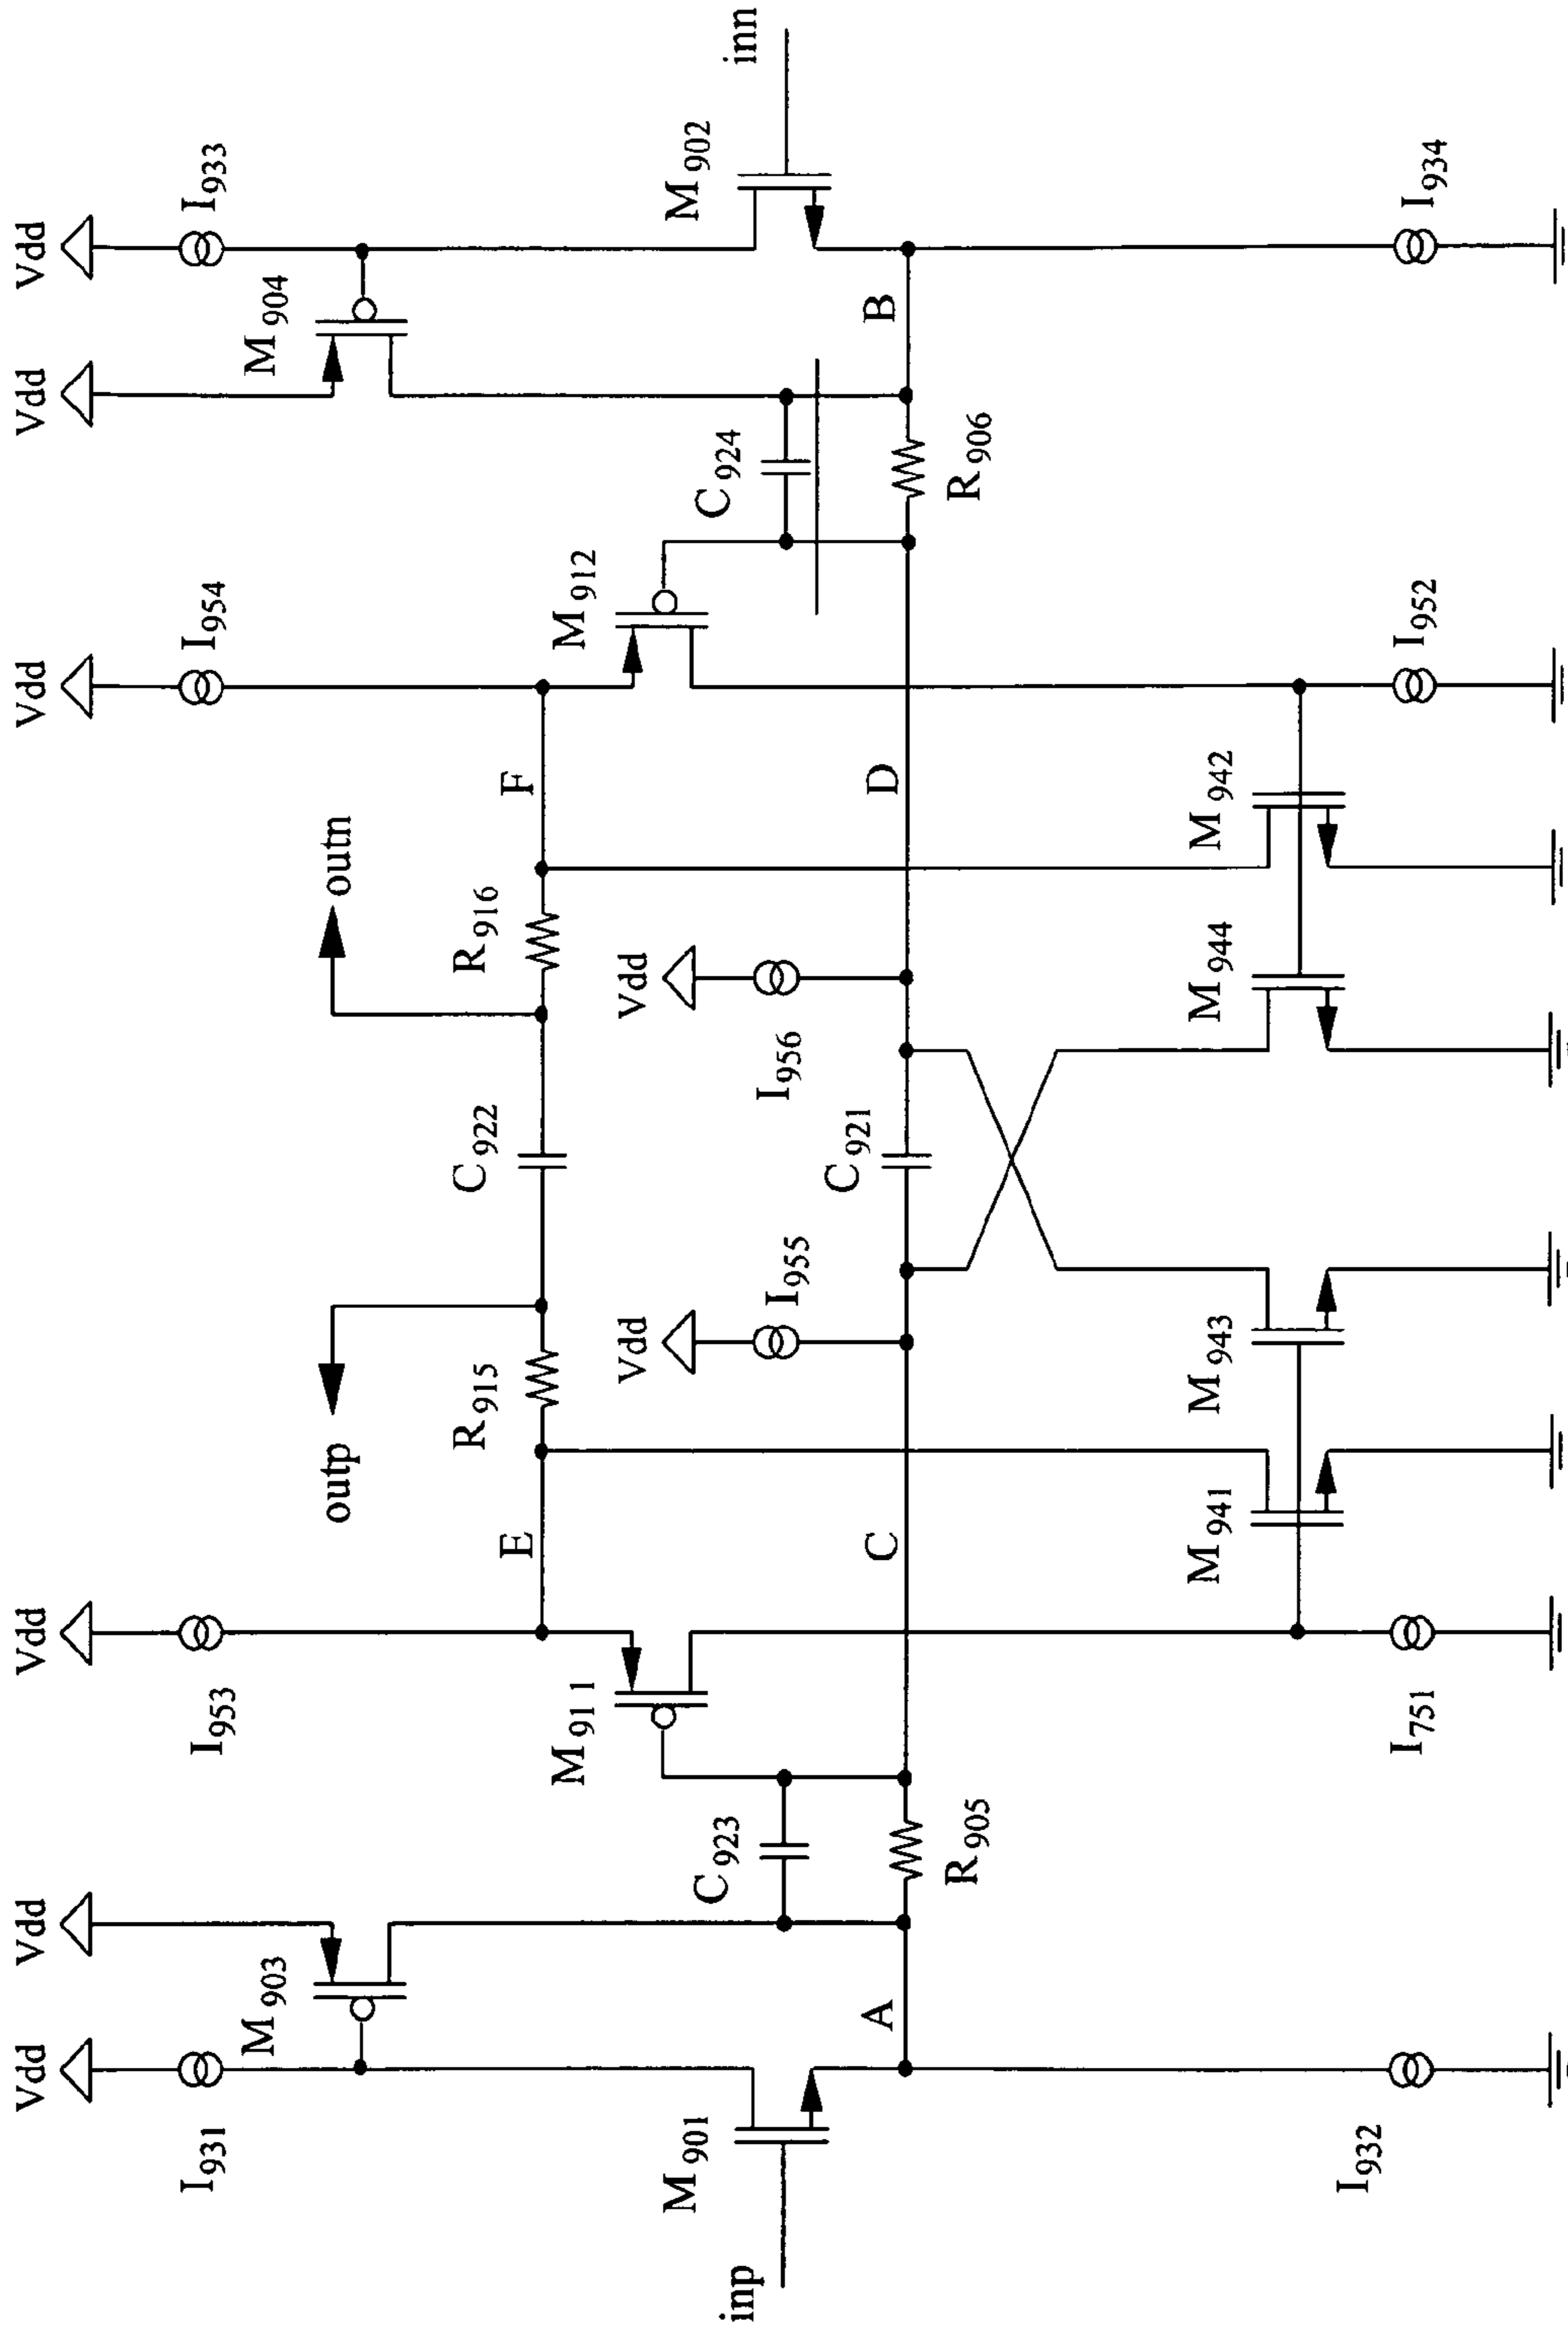 Vdd
Vdd
Vdd
Vdd
Vdd
Vdd
I931
M903
I953
outp
outn
I954
M904
I933
R915
C922
R916
E
F
M901
inp
C923
M911
Vdd
I955
Vdd
I956
M912
C924
M902
inn
A
R905
C
C921
D
R906
B
M941
M943
M944
M942
I932
I751
I952
I934